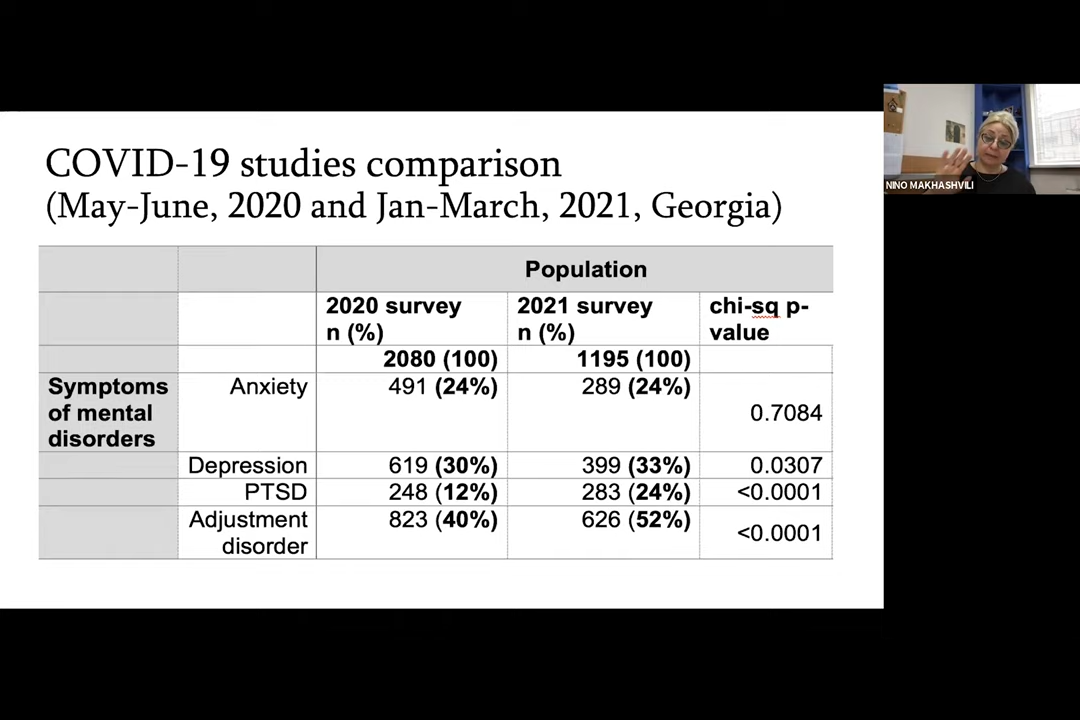 COVID-19 studies comparison
(May-June, 2020 and Jan-March, 2021, Georgia)
NINO MAKHASHVILI
Population
2020 survey n (%) 2021 survey n (%) chi-sq p-value
2080 (100) 1195 (100)
Symptoms of mental disorders Anxiety 491 (24%) 289 (24%) 0.7084
Depression 619 (30%) 399 (33%) 0.0307
PTSD 248 (12%) 283 (24%) <0.0001
Adjustment disorder 823 (40%) 626 (52%) <0.0001